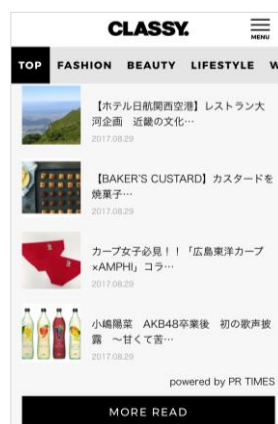 CLASSY.
MENU
TOP FASHION BEAUTY LIFESTYLE W
【ホテル日航関西空港】レストラン大
河企画 近畿の文化…
2017.08.29
【BAKER'S CUSTARD】カスタードを
焼菓子…
2017.08.29
カープ女子必見！！「広島東洋カープ
×AMPHI」コラ…
2017.08.29
小嶋陽菜 AKB48卒業後 初の歌声披
露 〜甘くて苦…
2017.08.29
powered by PR TIMES
MORE READ